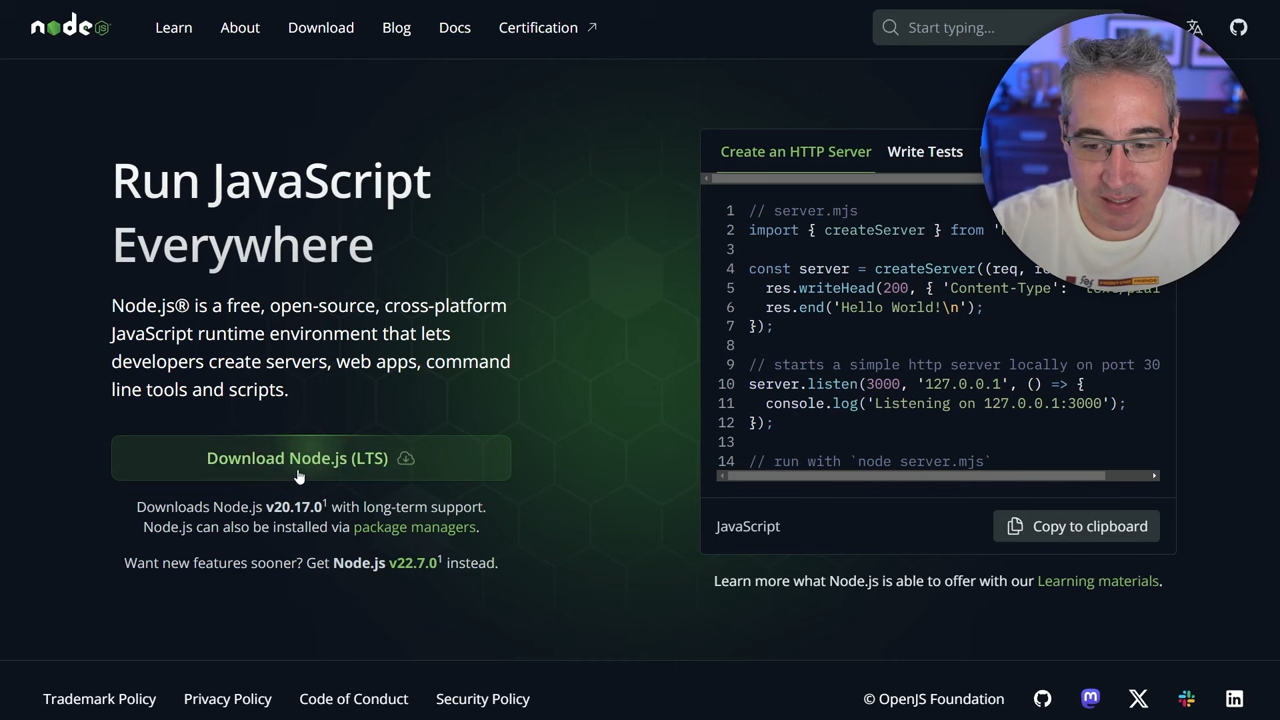 node JS
Learn About Download Blog Docs Certification
Start typing...
Run JavaScript
Everywhere
Node.js® is a free, open-source, cross-platform
JavaScript runtime environment that lets
developers create servers, web apps, command
line tools and scripts.
Download Node.js (LTS)
Downloads Node.js v20.17.0¹ with long-term support.
Node.js can also be installed via package managers.
Want new features sooner? Get Node.js v22.7.0¹ instead.
Create an HTTP Server Write Tests
1 // server.mjs
2 import { createServer } from
3
4 const server = createServer((req,
5 res.writeHead(200, { 'Content-Type':
6 res.end('Hello World!\n');
7 });
8
9 // starts a simple http server locally on port 30
10 server.listen(3000, '127.0.0.1', () => {
11 console.log('Listening on 127.0.0.1:3000');
12 });
13
14 // run with `node server.mjs`
JavaScript Copy to clipboard
Learn more what Node.js is able to offer with our Learning materials.
Trademark Policy Privacy Policy Code of Conduct Security Policy
© OpenJS Foundation